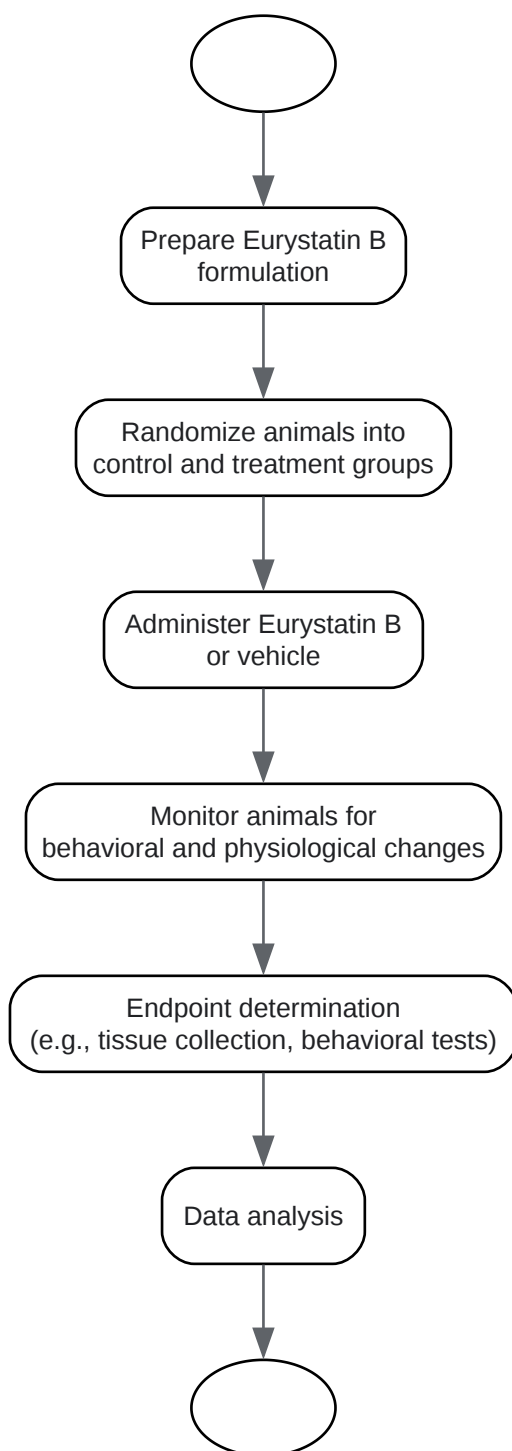 Prepare Eurystatin B
formulation
Randomize animals into
control and treatment groups
Administer Eurystatin B
or vehicle
Monitor animals for
behavioral and physiological changes
Endpoint determination
(e.g., tissue collection, behavioral tests)
Data analysis